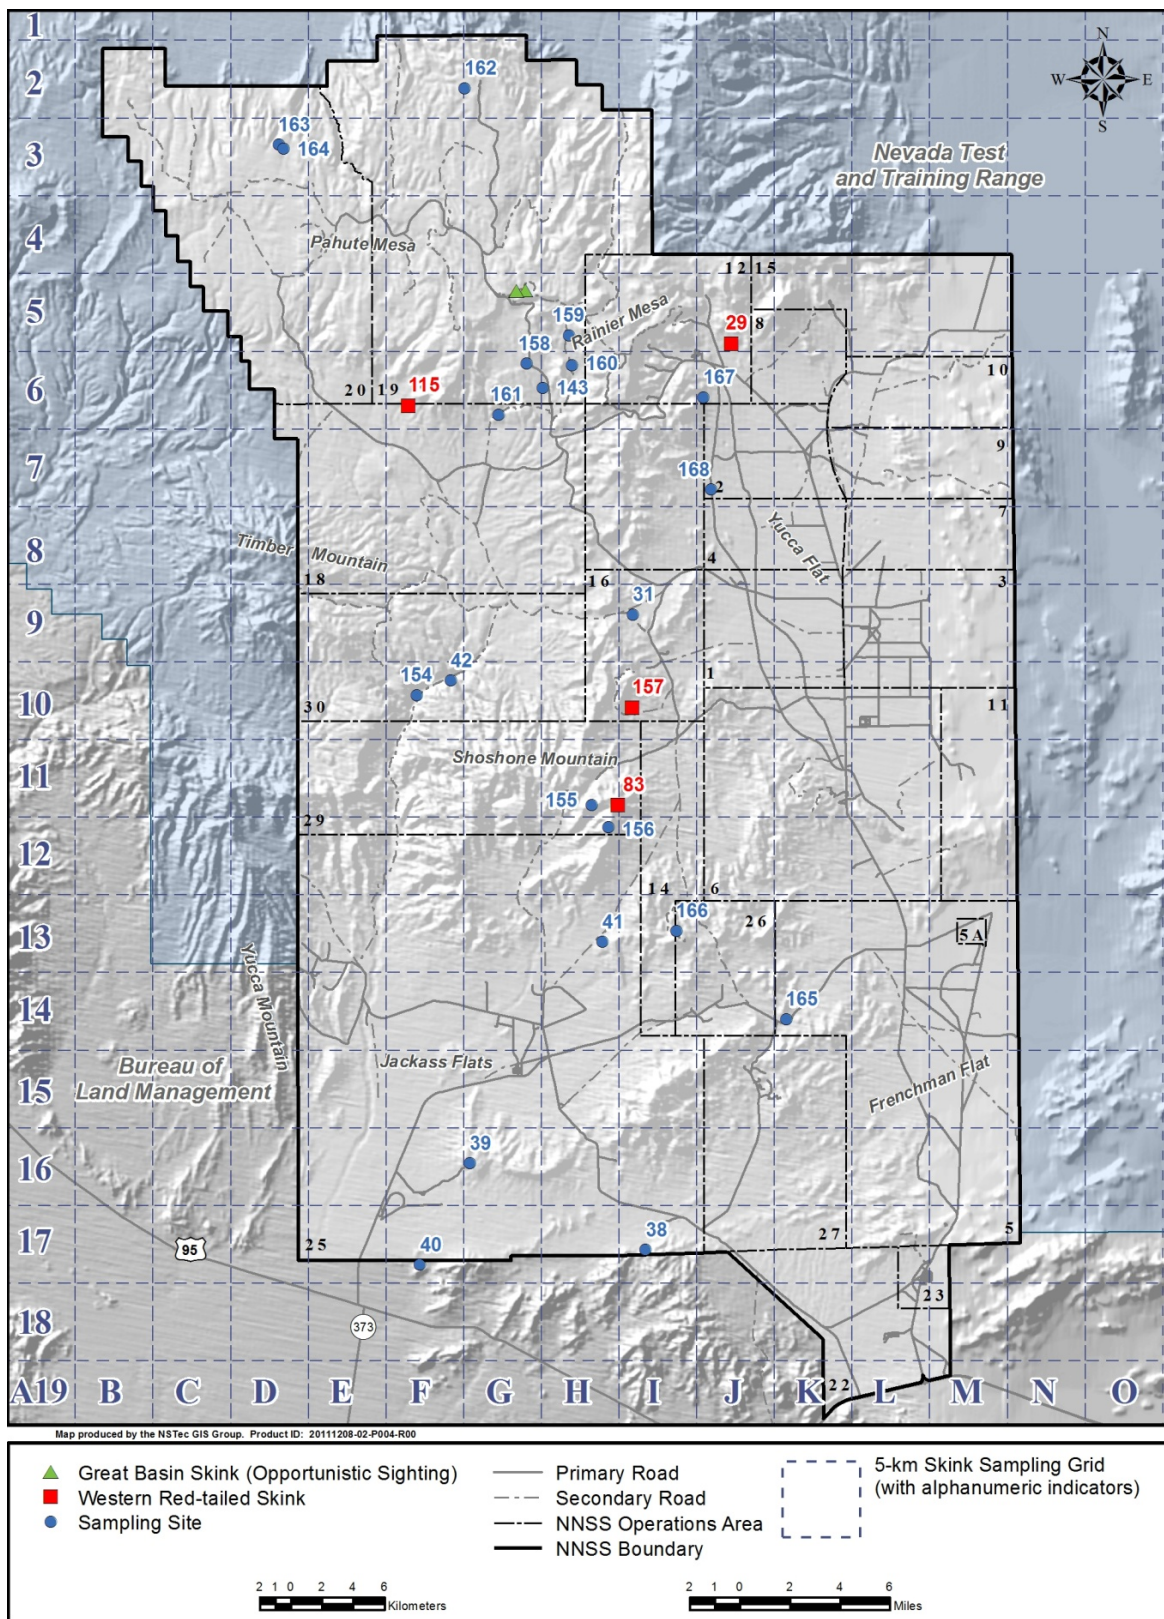 1
2
3
4
5
6
7
8
9
10
11
12
13
14
15
16
17
18
A19 B C D E F G H I J K L M N O
N
W E
S
162
163
164
Nevada Test
and Training Range
Pahute Mesa
12 15
159
Rainier Mesa
29
8
158
160
10
115
20 19
161
143
167
9
168
2
7
Yucca Flat
Timber Mountain
18
16
4
3
31
154
42
1
157
30
11
Shoshone Mountain
83
155
29
156
14
6
166
41
26
5A
Yucca Mountain
165
Bureau of
Land Management
Jackass Flats
Frenchman Flat
39
38
95
25
40
27
5
23
373
22
Map produced by the NSTec GIS Group. Product ID: 20111208-02-P004-R00
Great Basin Skink (Opportunistic Sighting)
Western Red-tailed Skink
Sampling Site
Primary Road
Secondary Road
NNSS Operations Area
NNSS Boundary
5-km Skink Sampling Grid
(with alphanumeric indicators)
2 1 0 2 4 6
Kilometers
2 1 0 2 4 6
Miles